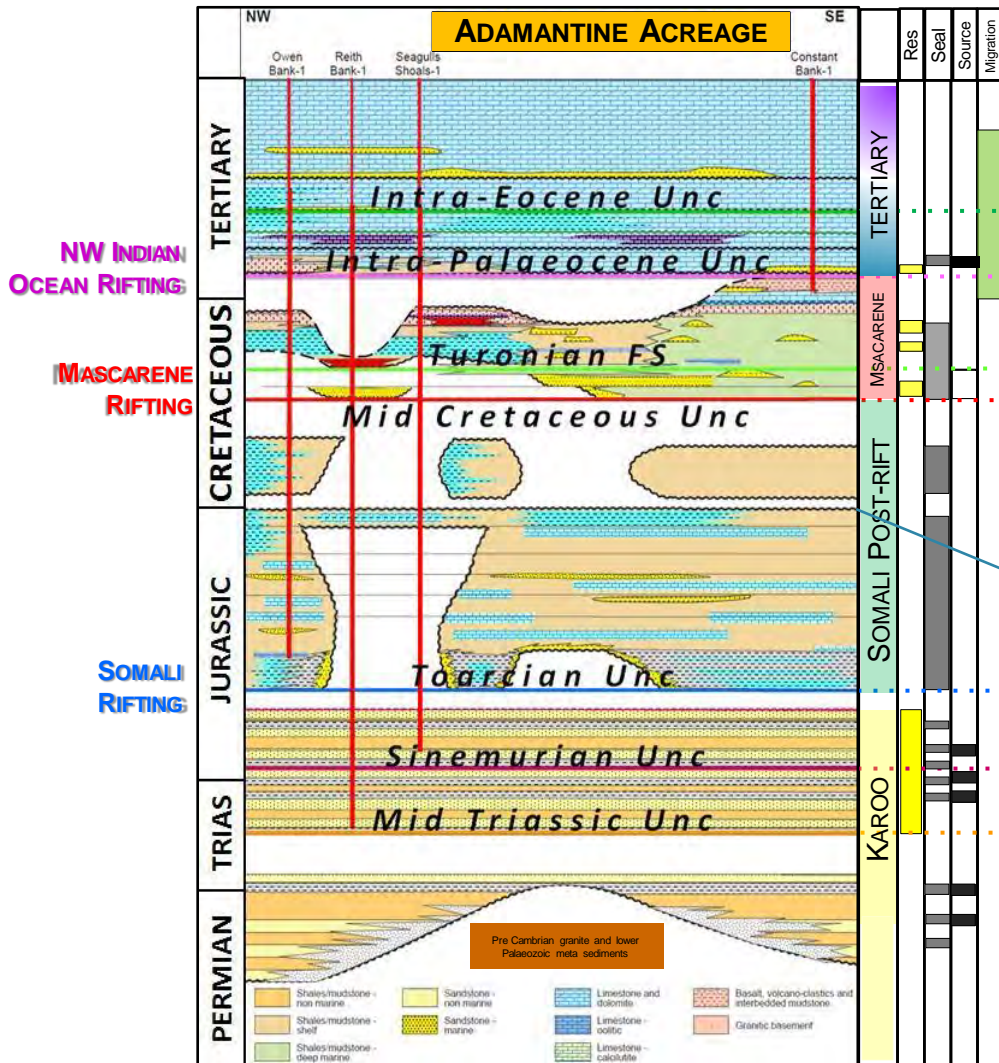 NW
ADAMANTINE ACREAGE
SE
Owen
Bank-1
Reith
Bank-1
Seagulls
Shoals-1
Constant
Bank-1
Res
Seal
Source
Migration
TERTIARY
CRETACEOUS
JURASSIC
TRIAS
PERMIAN
NW INDIAN
OCEAN RIFTING
MASCARENE
RIFTING
SOMALI
RIFTING
Intra-Eocene Unc
Intra-Palaeocene Unc
Turonian FS
Mid Cretaceous Unc
Toarcian Unc
Sinemurian Unc
Mid Triassic Unc
Pre Cambrian granite and lower
Palaeozoic meta sediments
TERTIARY
MSACARENE
SOMALI POST-RIFT
KAROO
Shales/mudstone -
non marine
Shales/mudstone -
shelf
Shales/mudstone -
deep marine
Sandstone -
non marine
Sandstone -
marine
Limestone and
dolomite
Limestone -
oolitic
Limestone -
calcilutite
Basalt, volcano-clastics and
interbedded mudstone
Granitic basement